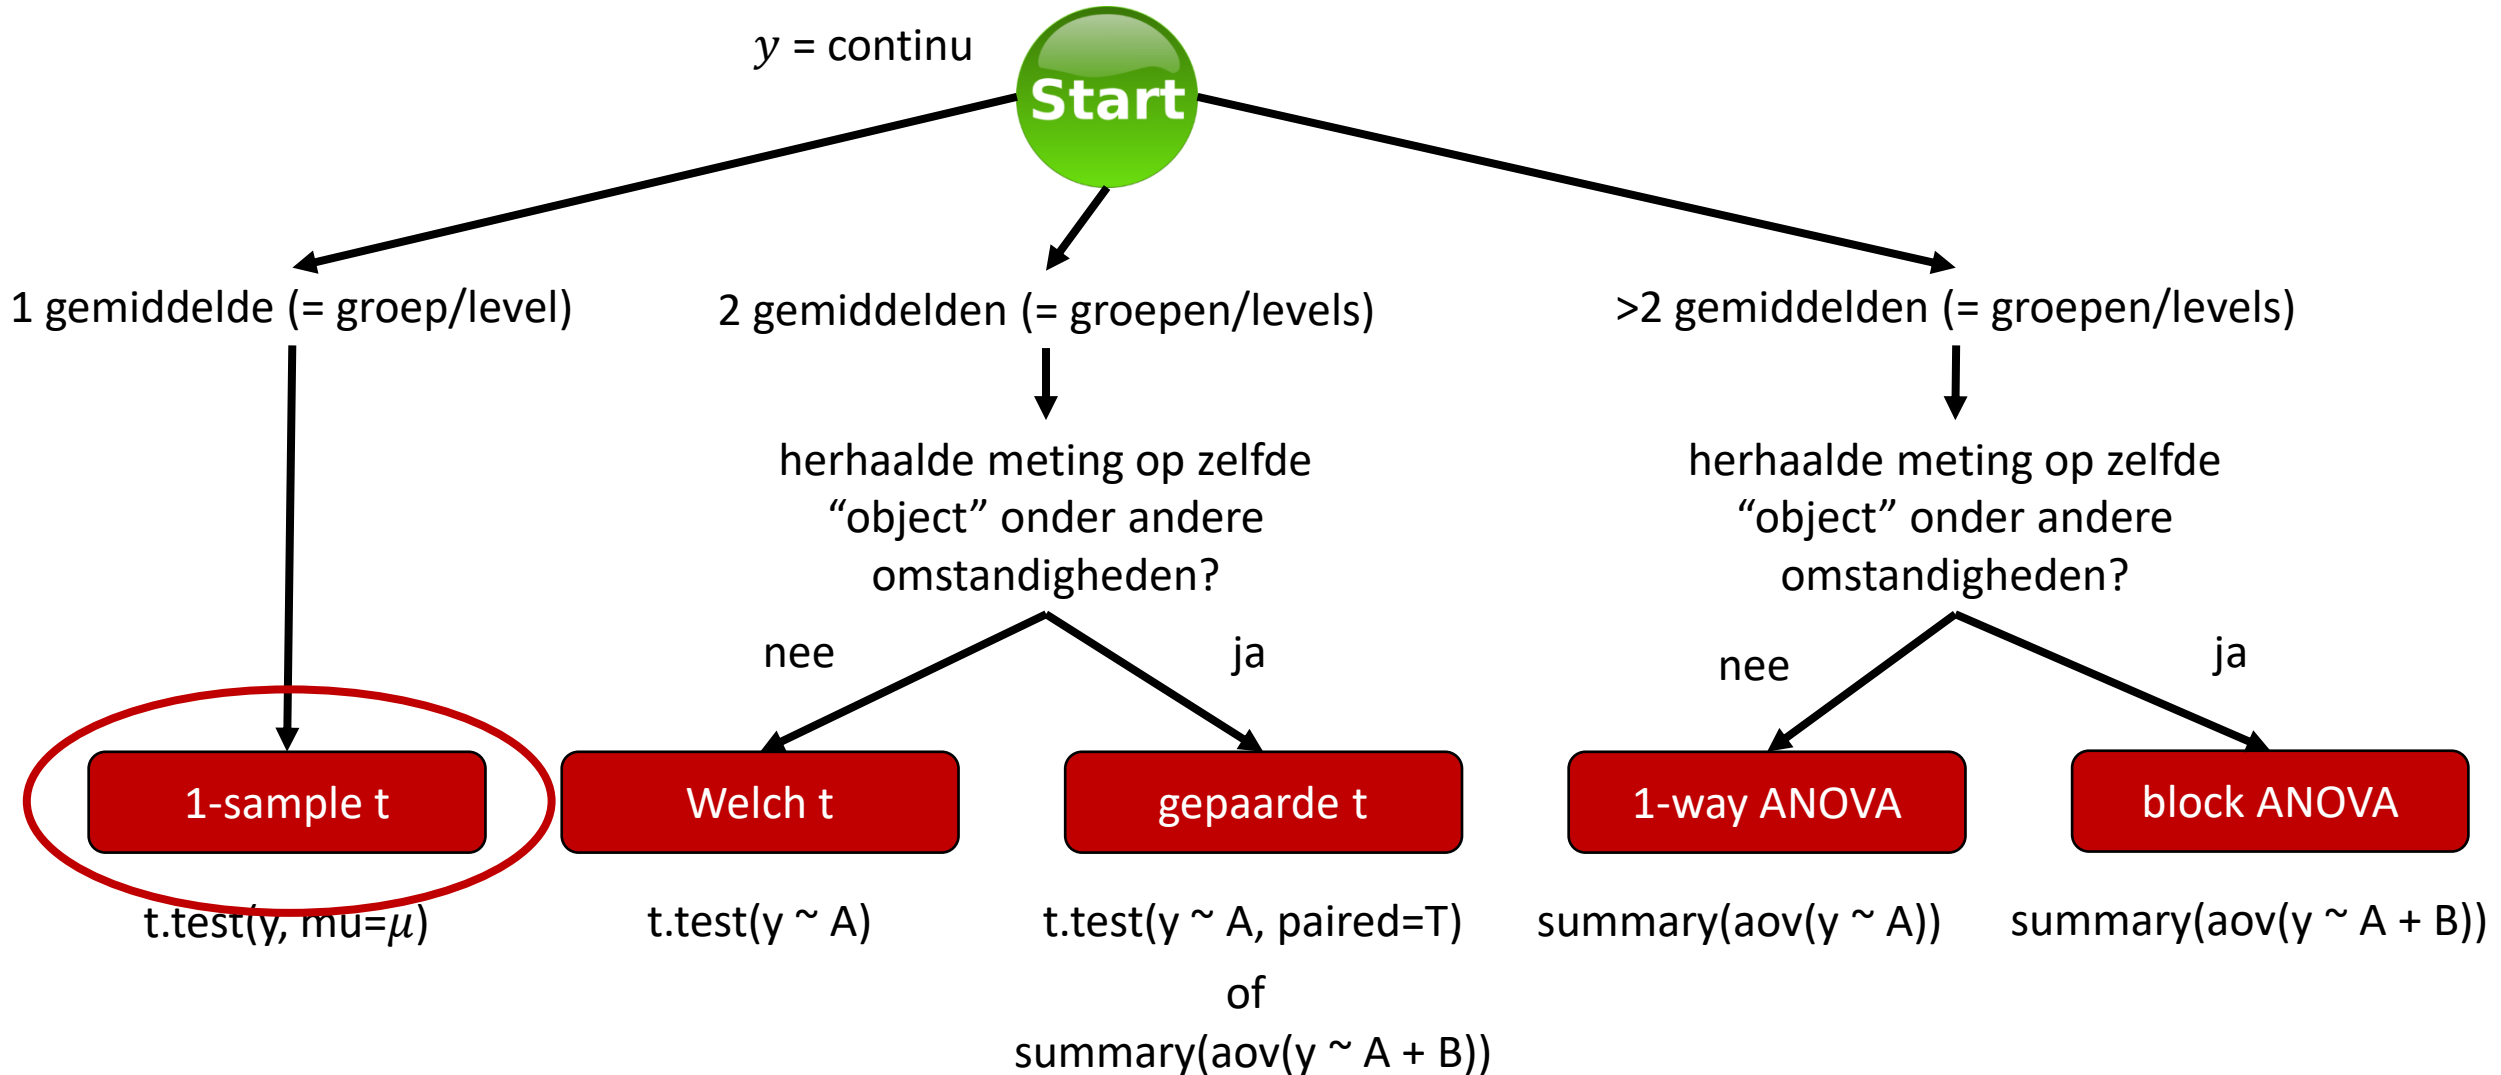 𝑦 = continu
Start
1 gemiddelde (= groep/level)
2 gemiddelden (= groepen/levels)
>2 gemiddelden (= groepen/levels)
herhaalde meting op zelfde
“object” onder andere
omstandigheden?
herhaalde meting op zelfde
“object” onder andere
omstandigheden?
nee
ja
nee
ja
1-sample t
Welch t
gepaarde t
1-way ANOVA
block ANOVA
t.test(y, mu=𝜇)
t.test(y ~ A)
t.test(y ~ A, paired=T)
of
summary(aov(y ~ A + B))
summary(aov(y ~ A))
summary(aov(y ~ A + B))